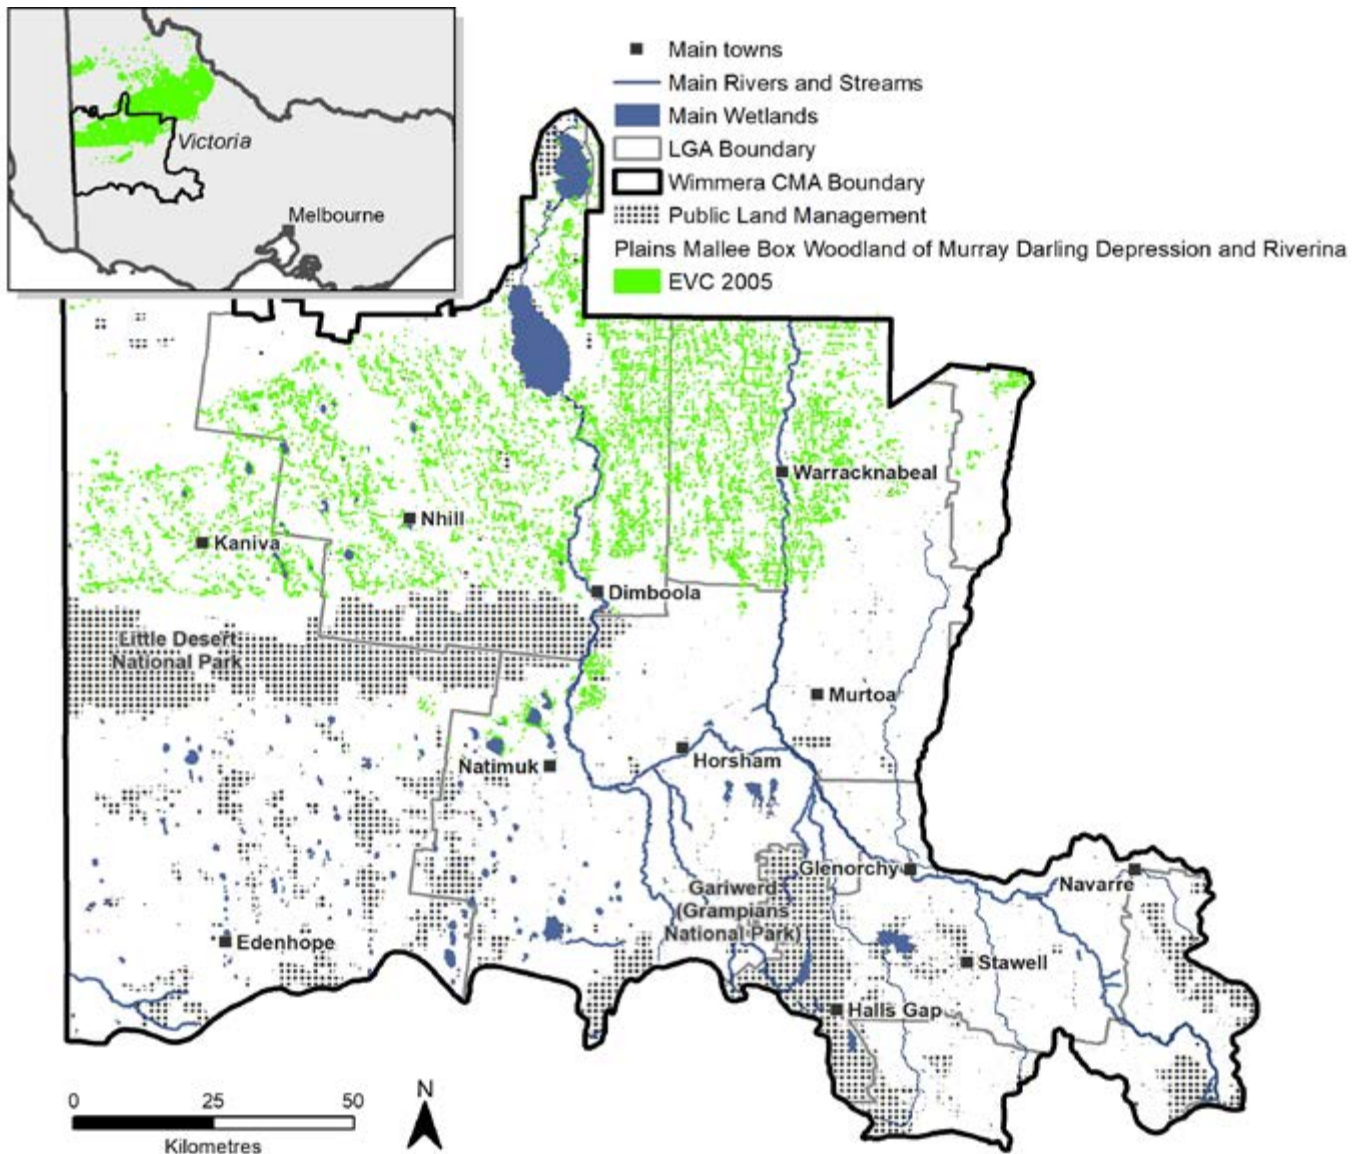 Victoria
Melbourne
Main towns
Main Rivers and Streams
Main Wetlands
LGA Boundary
Wimmera CMA Boundary
Public Land Management
Plains Mallee Box Woodland of Murray Darling Depression and Riverina
EVC 2005
Warracknabeal
Nhill
Kaniva
Dimboola
Little Desert
National Park
Murtoa
Horsham
Natimuk
Glenorchy
Navarre
Gariwerd
(Grampians
National Park)
Edenhope
Stawell
Halls Gap
0 25 50
Kilometres
N